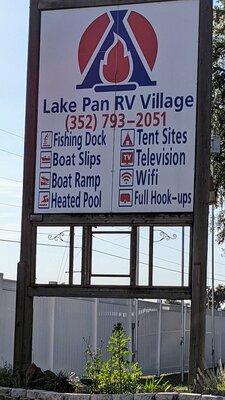 Lake Pan RV Village
(352) 793-2051
Fishing Dock
Boat Slips
Boat Ramp
Heated Pool
Tent Sites
TV Television
Wifi
Full Hook-ups